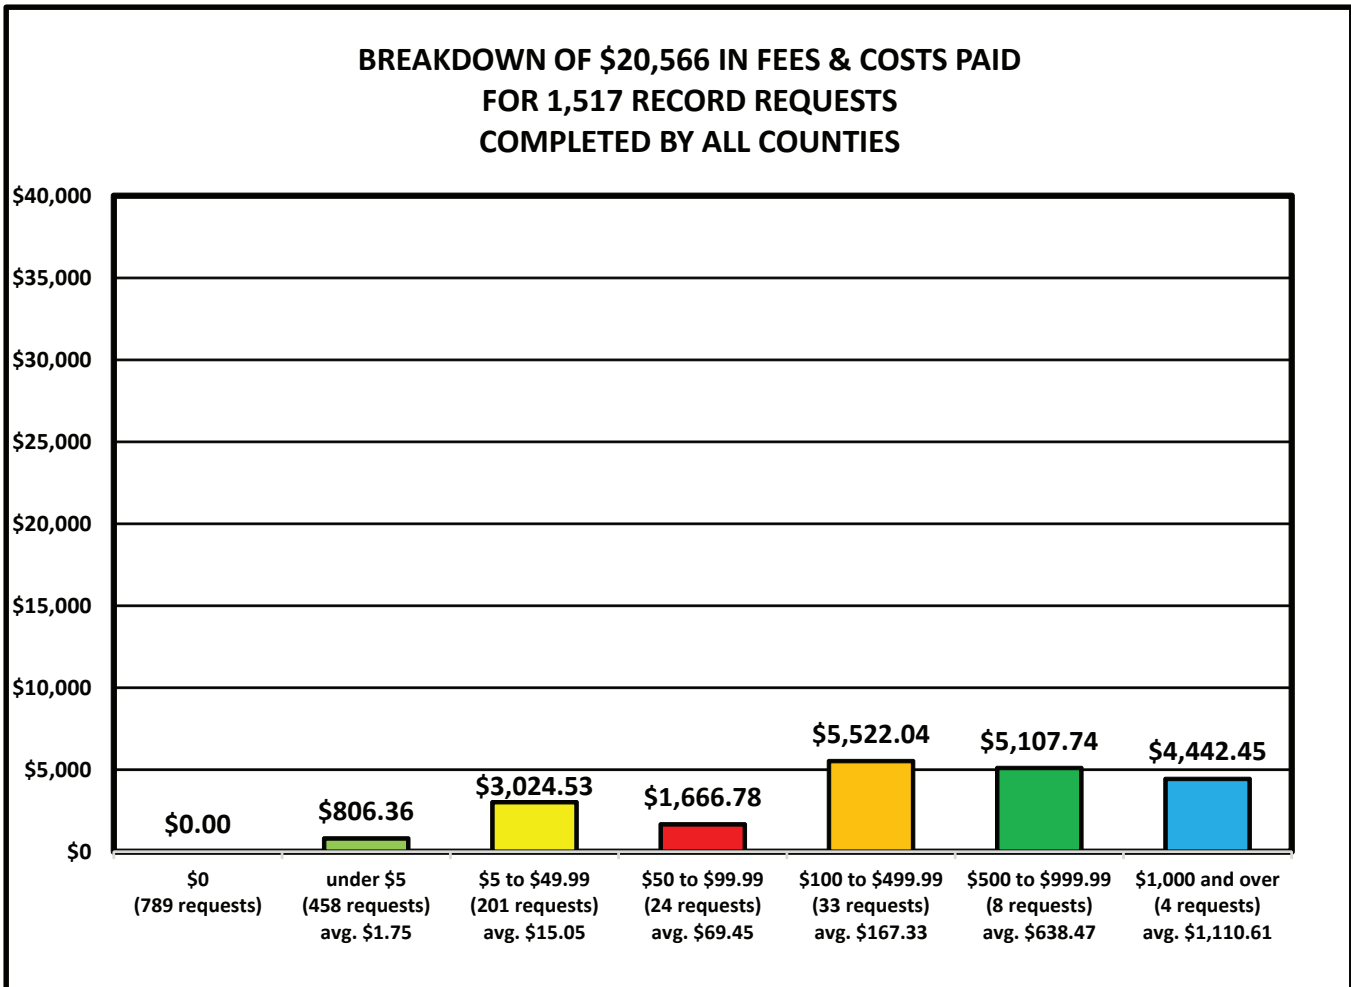 BREAKDOWN OF $20,566 IN FEES & COSTS PAID
FOR 1,517 RECORD REQUESTS
COMPLETED BY ALL COUNTIES
$40,000
$35,000
$30,000
$25,000
$20,000
$15,000
$10,000
$5,000
$0
$0.00
$806.36
$3,024.53
$1,666.78
$5,522.04
$5,107.74
$4,442.45
$0
(789 requests)
under $5
(458 requests)
avg. $1.75
$5 to $49.99
(201 requests)
avg. $15.05
$50 to $99.99
(24 requests)
avg. $69.45
$100 to $499.99
(33 requests)
avg. $167.33
$500 to $999.99
(8 requests)
avg. $638.47
$1,000 and over
(4 requests)
avg. $1,110.61